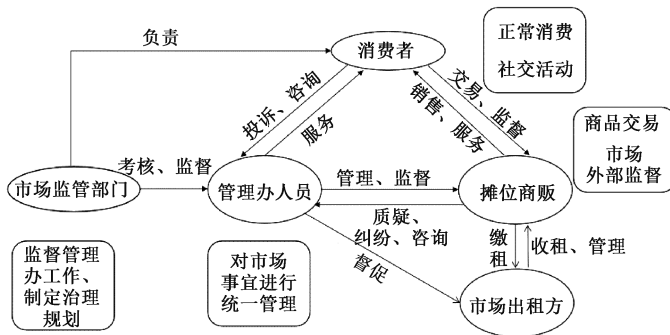 负责
消费者
正常消费
社交活动
投诉、咨询
服务
销售、服务
交易、监督
商品交易
市场
外部监督
市场监管部门
考核、监督
管理办人员
管理、监督
摊位商贩
质疑、
纠纷、咨询
监督管理
办工作、
制定治理
规划
对市场
事宜进行
统一管理
督促
缴
租
收租、管理
市场出租方